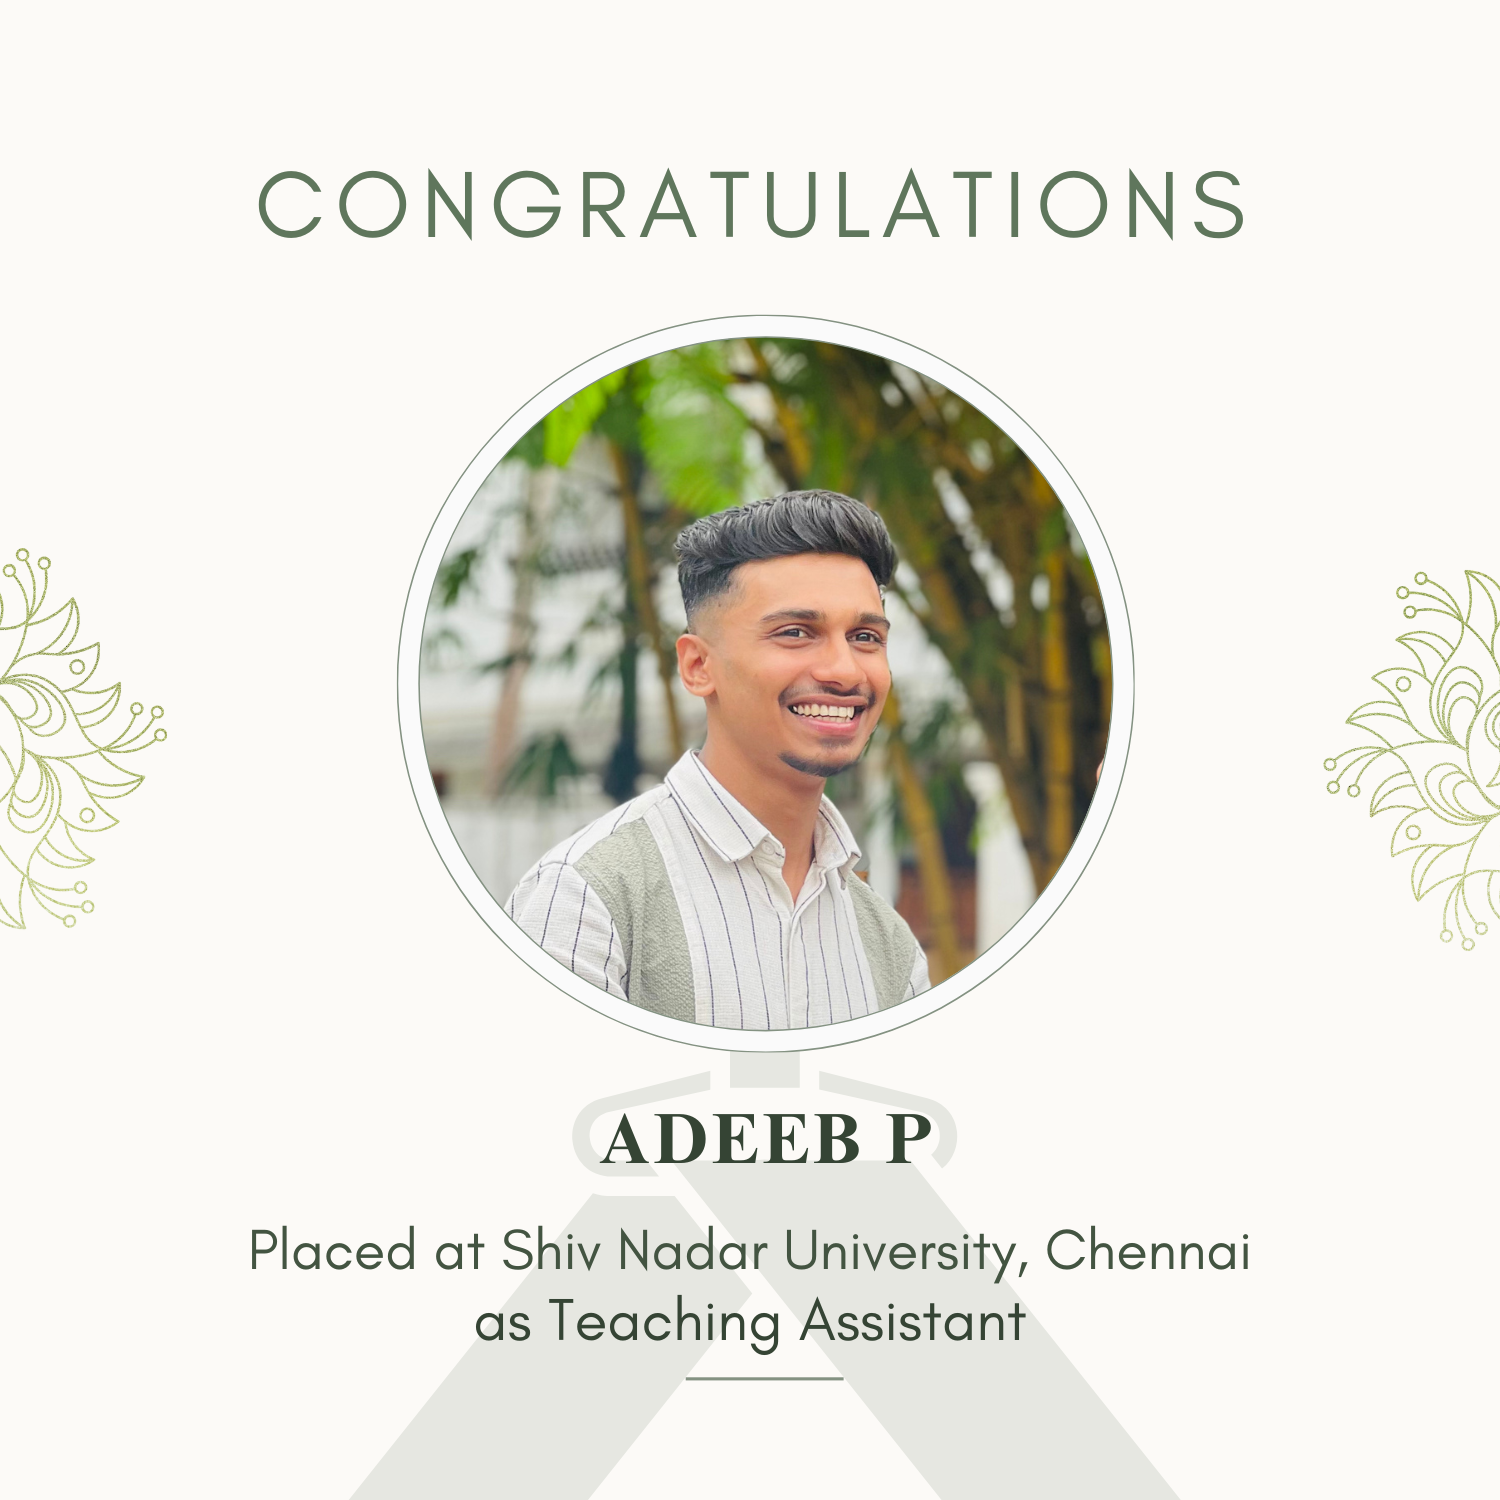 CONGRATULATIONS
ADEEB P
Placed at Shiv Nadar University, Chennai
as Teaching Assistant